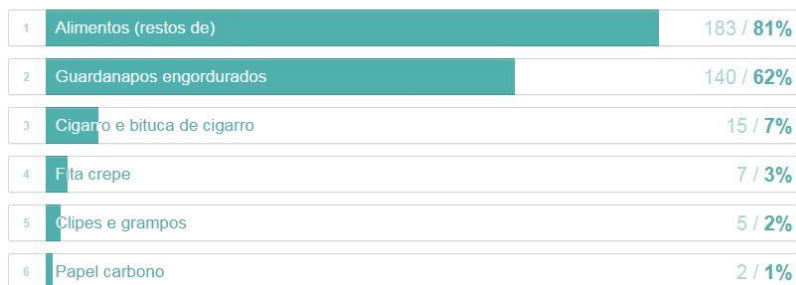 1 Alimentos (restos de) 183 / 81%
2 Guardanapos engordurados 140 / 62%
3 Cigarro e bituca de cigarro 15 / 7%
4 Fita crepe 7 / 3%
5 Clipes e grampos 5 / 2%
6 Papel carbono 2 / 1%